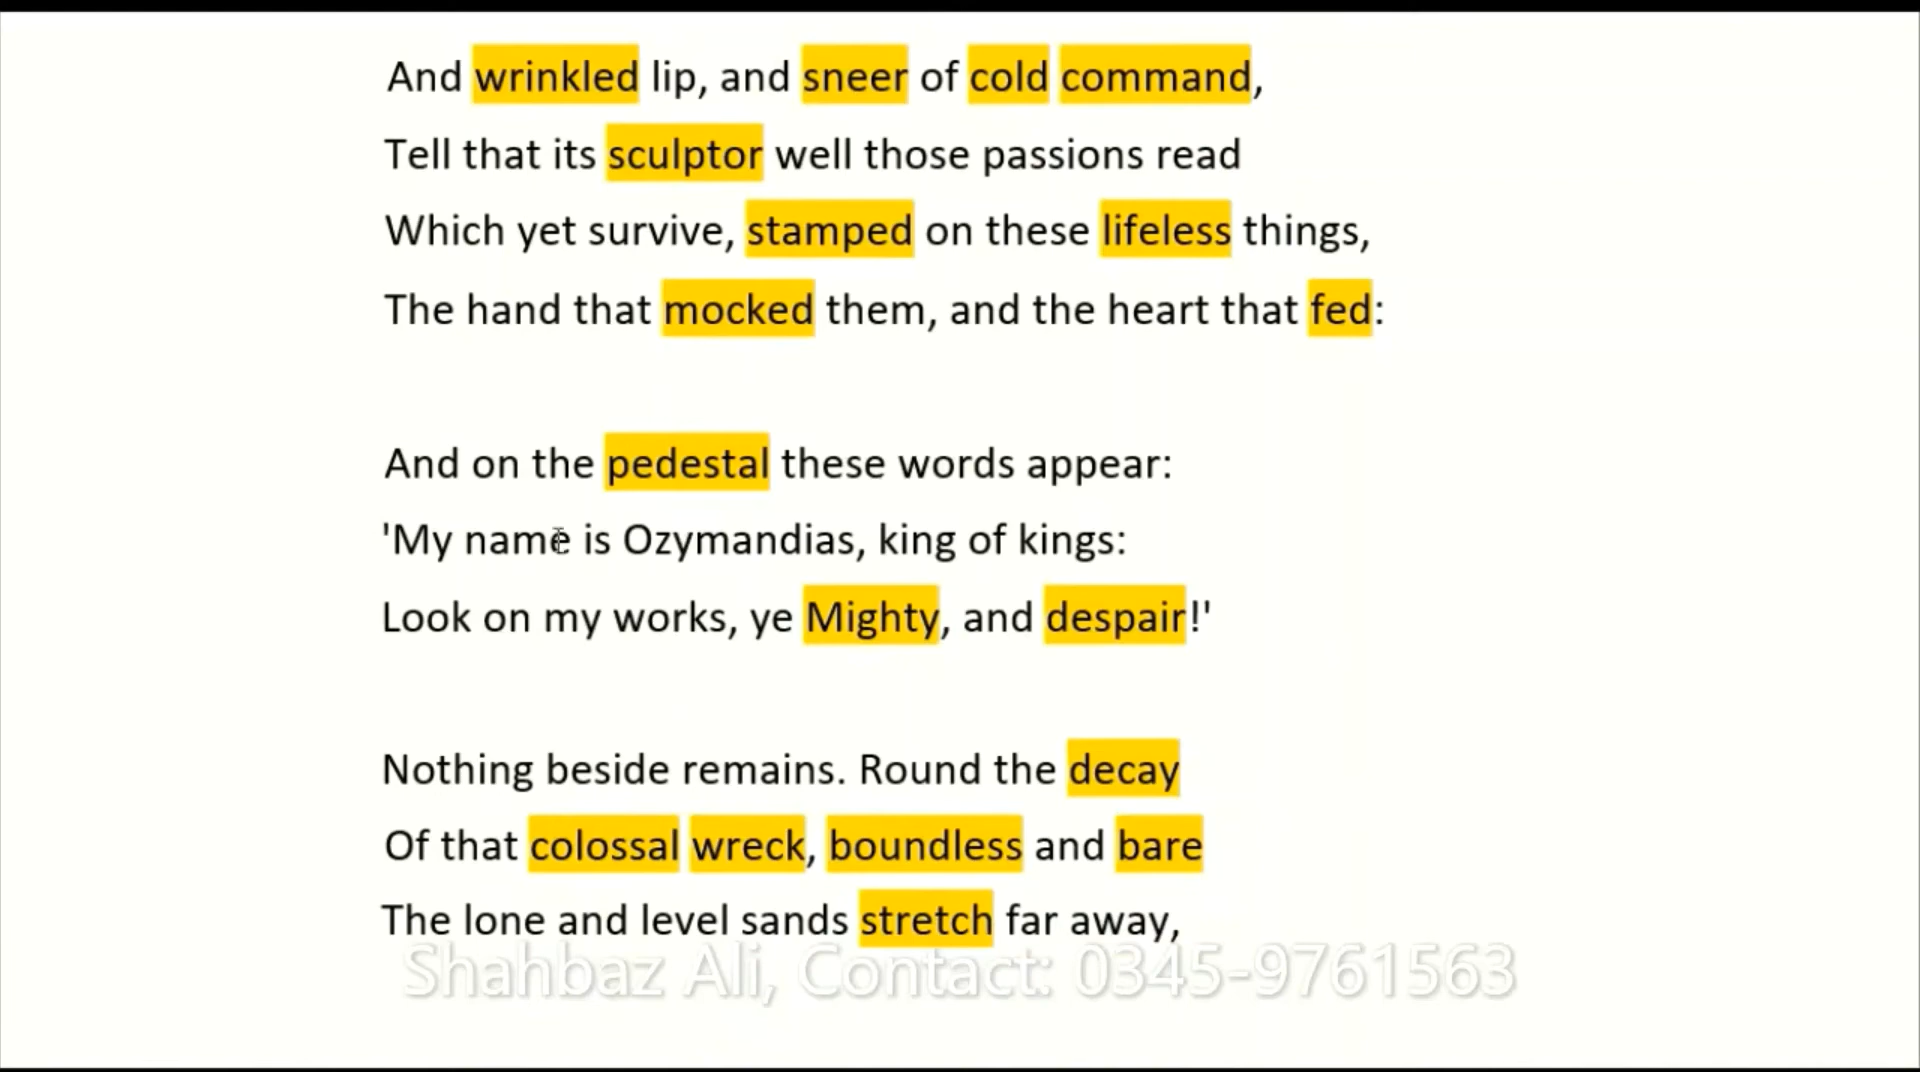 And wrinkled lip, and sneer of cold command,
Tell that its sculptor well those passions read
Which yet survive, stamped on these lifeless things,
The hand that mocked them, and the heart that fed:
And on the pedestal these words appear:
'My name is Ozymandias, king of kings:
Look on my works, ye Mighty, and despair!'
Nothing beside remains. Round the decay
Of that colossal wreck, boundless and bare
The lone and level sands stretch far away,
Shahbaz Ali, Contact: 0345-9761563